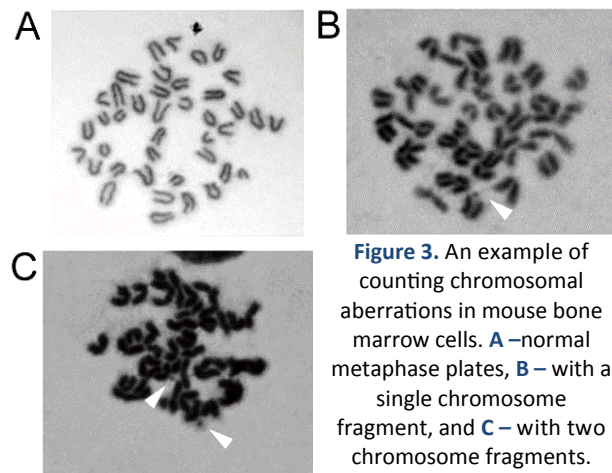 A
B
C
Figure 3. An example of
counting chromosomal
aberrations in mouse bone
marrow cells. A –normal
metaphase plates, B – with a
single chromosome
fragment, and C – with two
chromosome fragments.